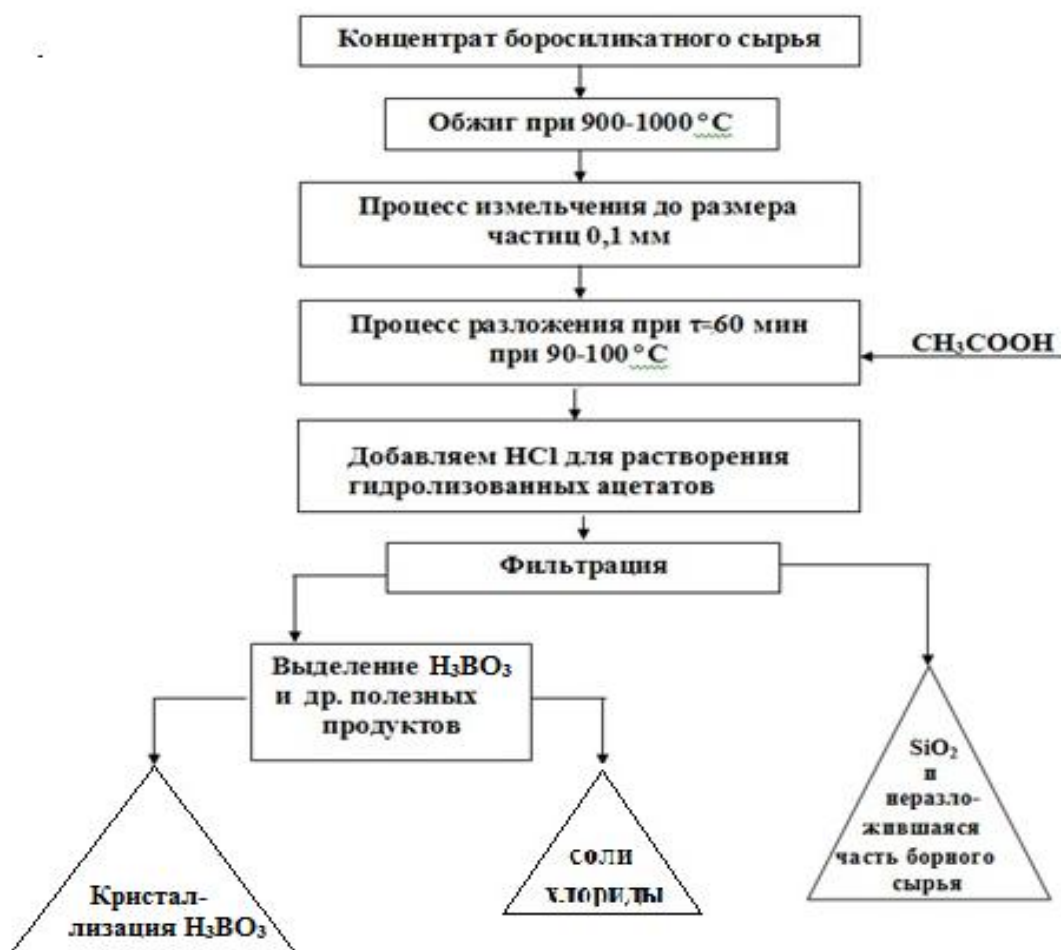 Концентрат боросиликатного сырья
Обжиг при 900-1000°C
Процесс измельчения до размера
частиц 0,1 мм
Процесс разложения при τ=60 мин
при 90-100°C
CH₃COOH
Добавляем HCl для растворения
гидролизованных ацетатов
Фильтрация
Выделение H₃BO₃
и др. полезных
продуктов
SiO₂
и
неразло-
жившаяся
часть борного
сырья
соли
хлориды
Кристал-
лизация H₃BO₃